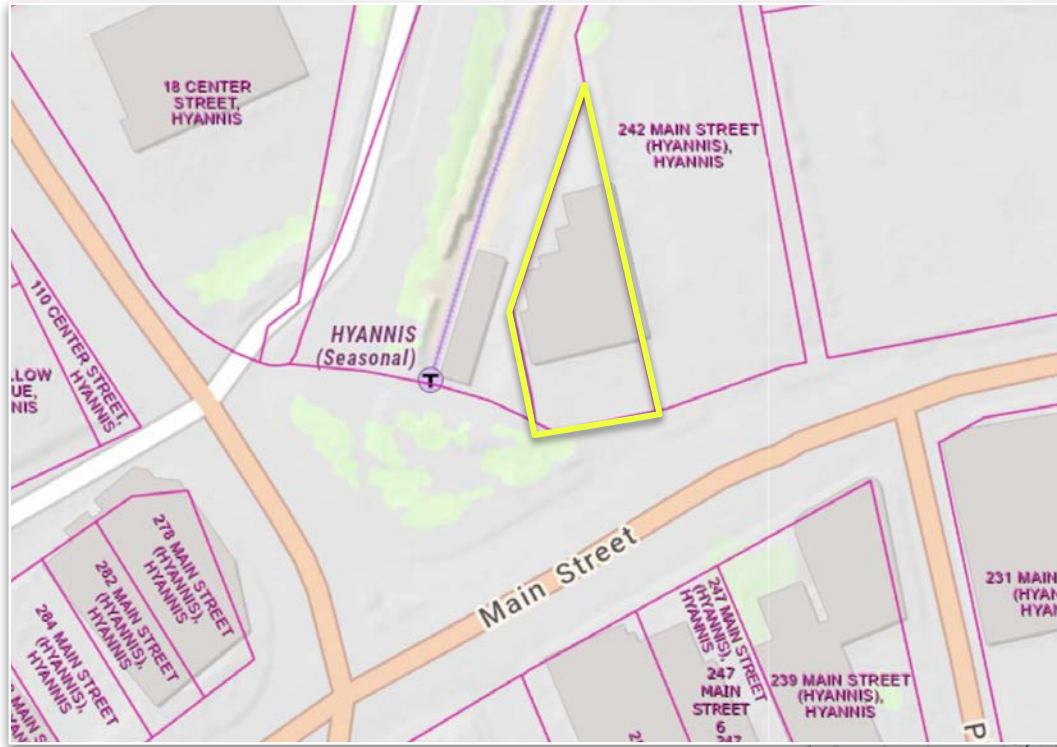 18 CENTER
STREET,
HYANNIS
242 MAIN STREET
(HYANNIS),
HYANNIS
110 CENTER STREET,
HYANNIS
HYANNIS
(Seasonal)
T
278 MAIN STREET
(HYANNIS),
HYANNIS
282 MAIN STREET
(HYANNIS),
HYANNIS
284 MAIN STREET
(HYANNIS),
HYANNIS
Main Street
247 MAIN STREET
(HYANNIS),
HYANNIS
247
MAIN
STREET
6
247
239 MAIN STREET
(HYANNIS),
HYANNIS
231 MAIN